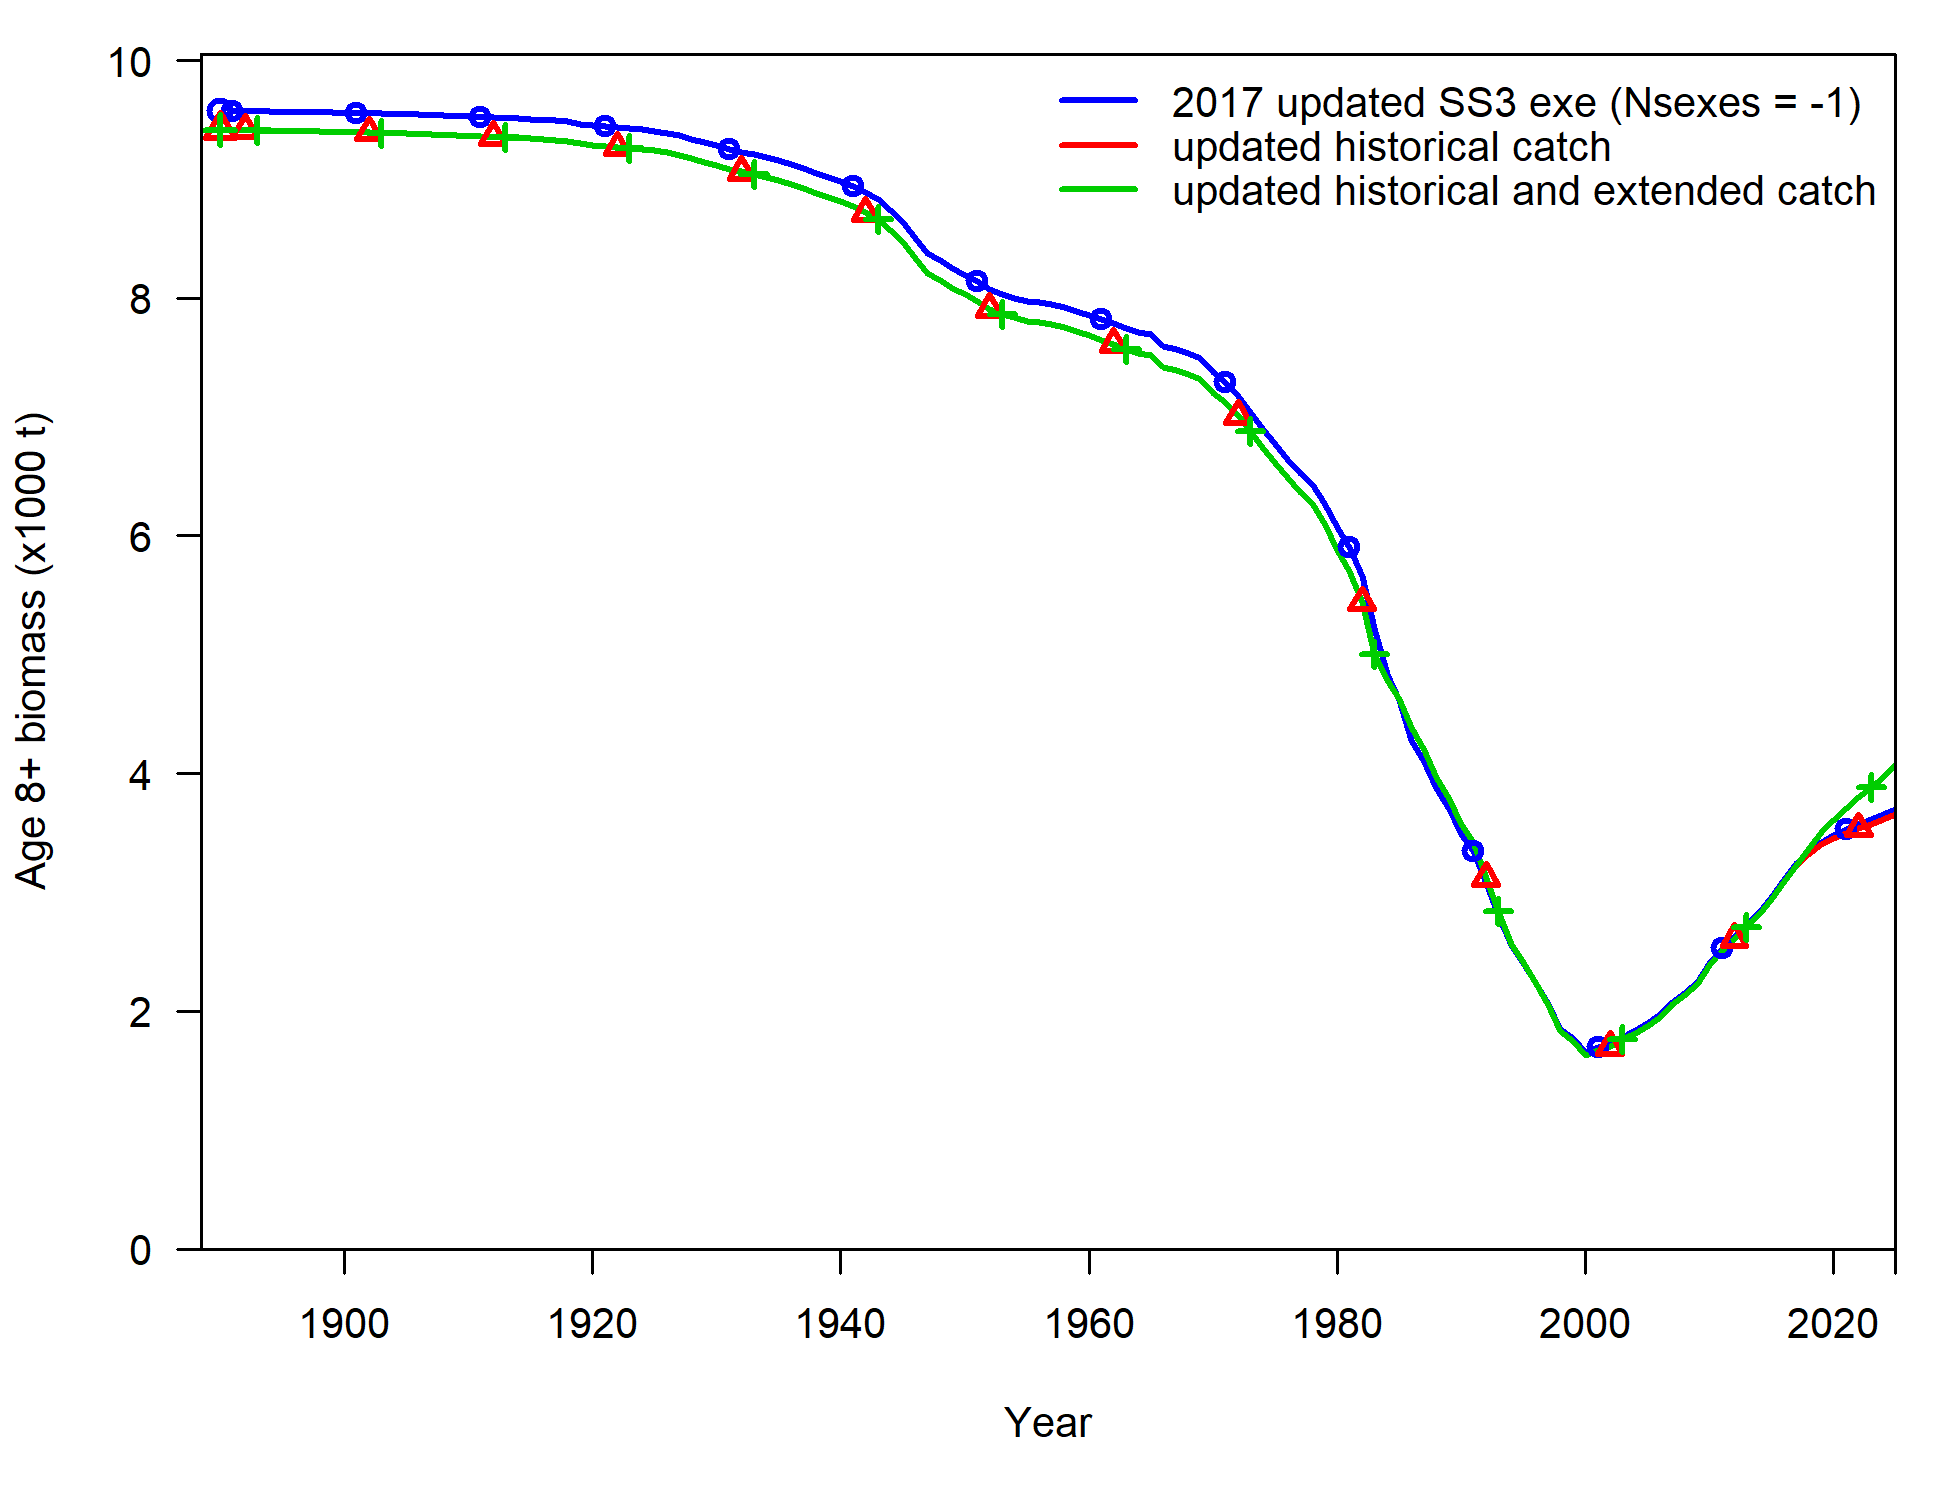 2017 updated SS3 exe (Nsexes = -1)
updated historical catch
updated historical and extended catch
Age 8+ biomass (x1000 t)
10
8
6
4
2
0
1900 1920 1940 1960 1980 2000 2020
Year